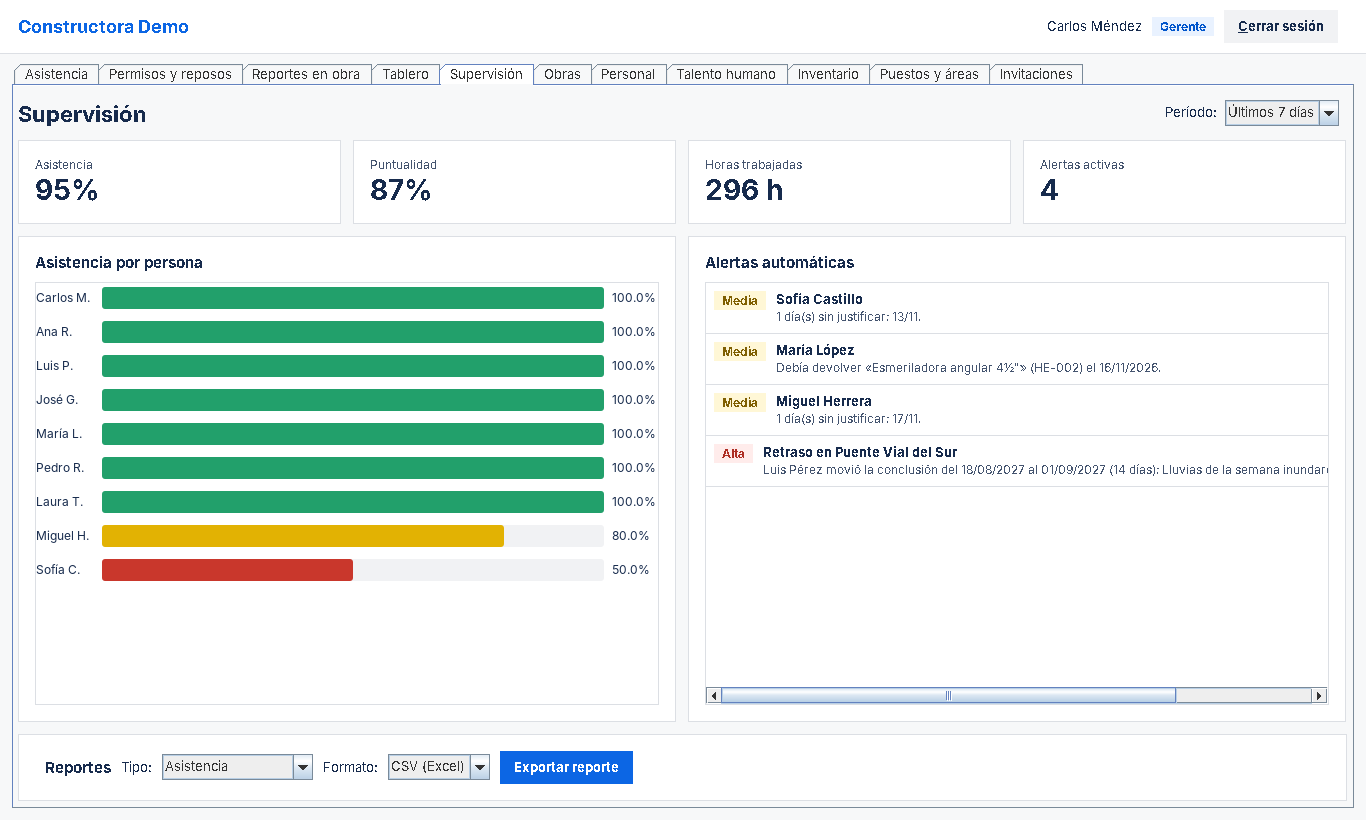 Constructora Demo
Carlos Méndez Gerente Cerrar sesión
Asistencia Permisos y reposos Reportes en obra Tablero Supervisión Obras Personal Talento humano Inventario Puestos y áreas Invitaciones
Supervisión
Período: Últimos 7 días
Asistencia
95%
Puntualidad
87%
Horas trabajadas
296 h
Alertas activas
4
Asistencia por persona
Carlos M. 100.0%
Ana R. 100.0%
Luis P. 100.0%
José G. 100.0%
María L. 100.0%
Pedro R. 100.0%
Laura T. 100.0%
Miguel H. 80.0%
Sofía C. 50.0%
Alertas automáticas
Media Sofía Castillo
1 día(s) sin justificar: 13/11.
Media María López
Debía devolver «Esmeriladora angular 4½"» (HE-002) el 16/11/2026.
Media Miguel Herrera
1 día(s) sin justificar: 17/11.
Alta Retraso en Puente Vial del Sur
Luis Pérez movió la conclusión del 18/08/2027 al 01/09/2027 (14 días): Lluvias de la semana
Reportes Tipo: Asistencia Formato: CSV (Excel) Exportar reporte